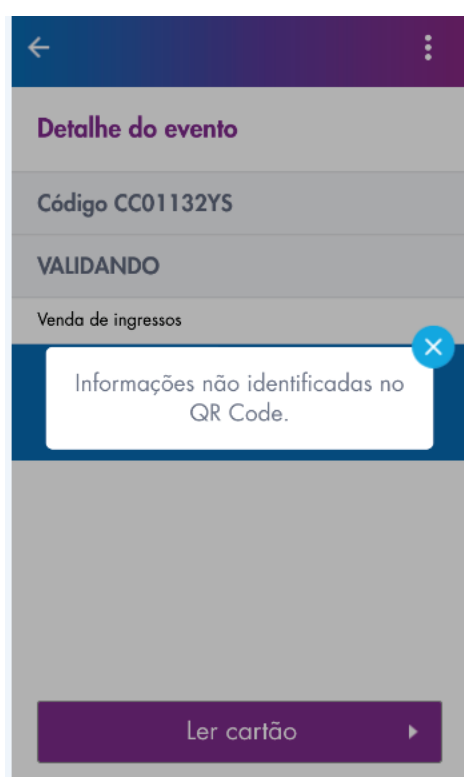 Detalhe do evento
Código CC01132YS
VALIDANDO
Venda de ingressos
Informações não identificadas no
QR Code.
Ler cartão